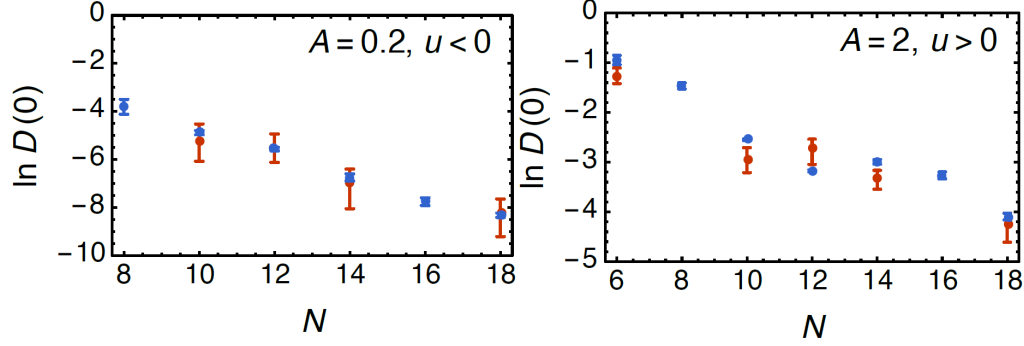 A = 0.2, u < 0
ln D (0)
0
−2
−4
−6
−8
−10
8 10 12 14 16 18
N
A = 2, u > 0
ln D (0)
0
−1
−2
−3
−4
−5
6 8 10 12 14 16 18
N